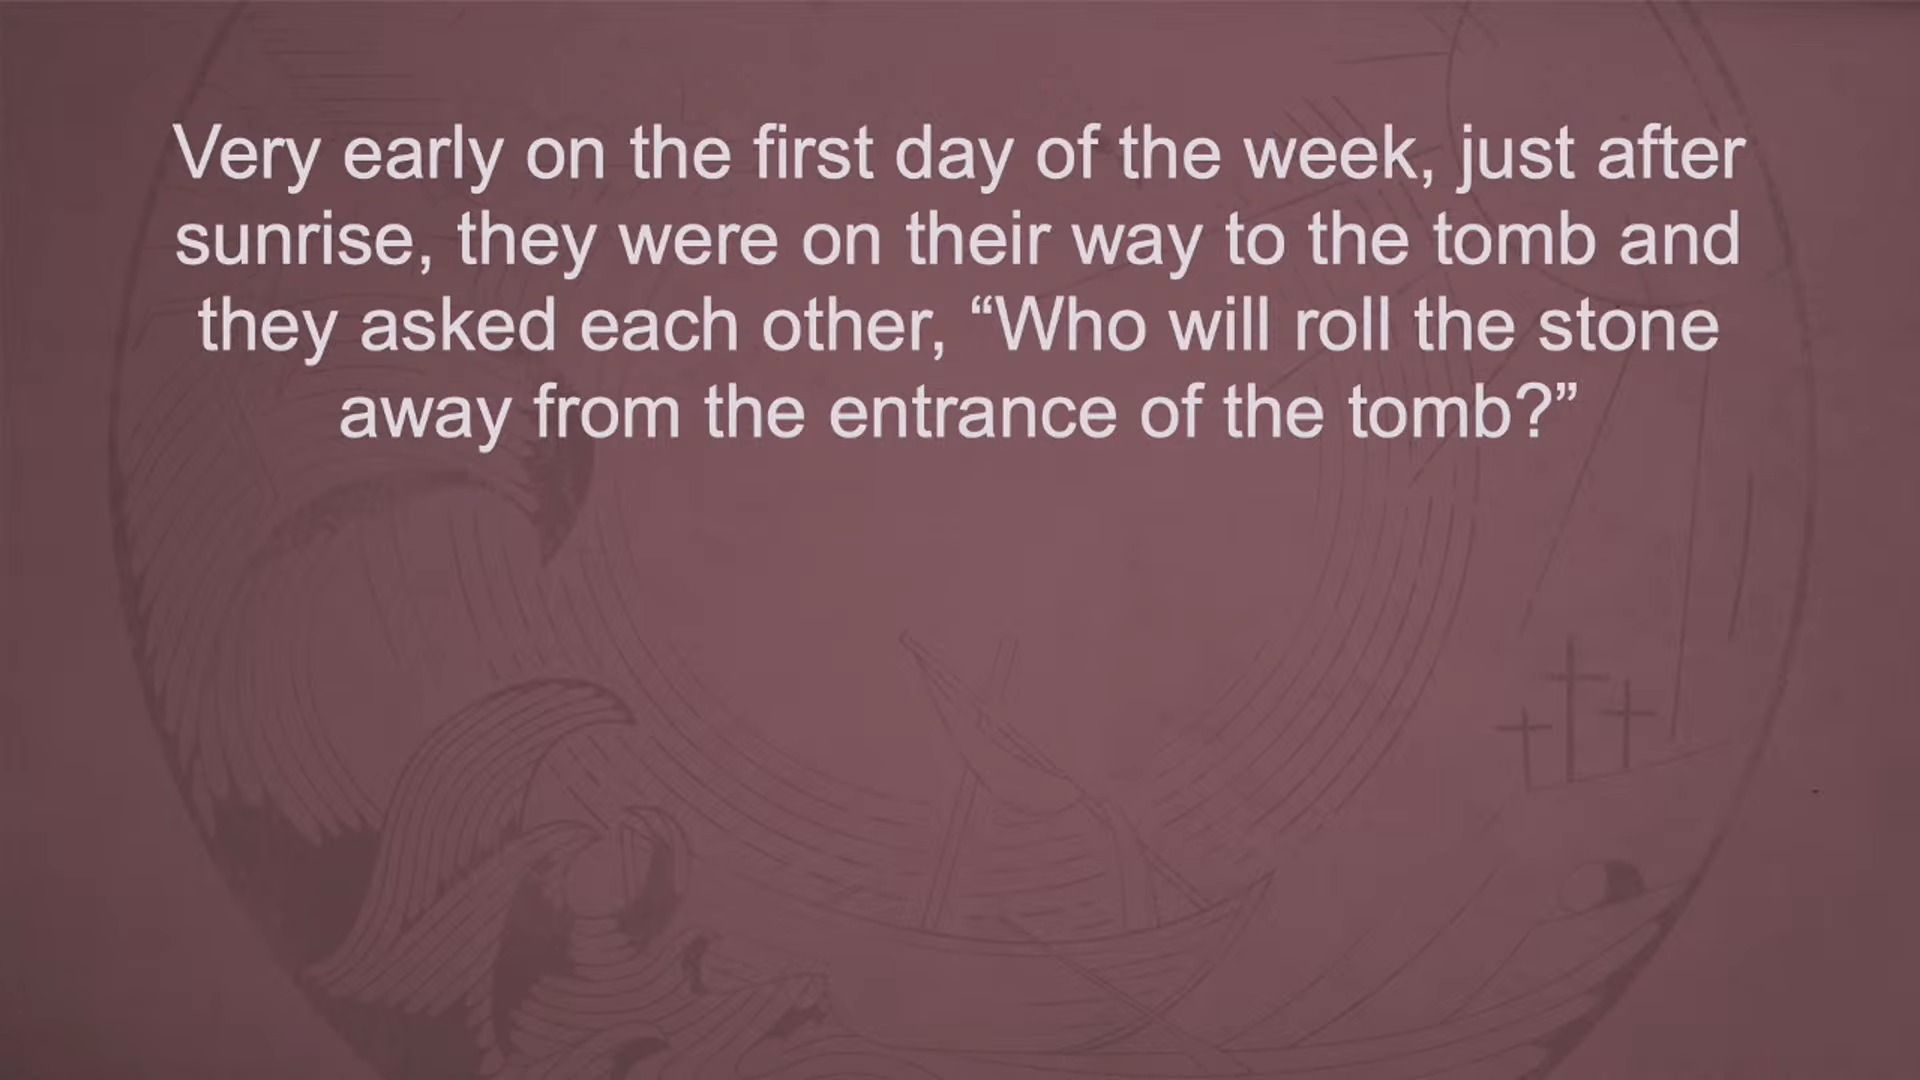 Very early on the first day of the week, just after
sunrise, they were on their way to the tomb and
they asked each other, “Who will roll the stone
away from the entrance of the tomb?”